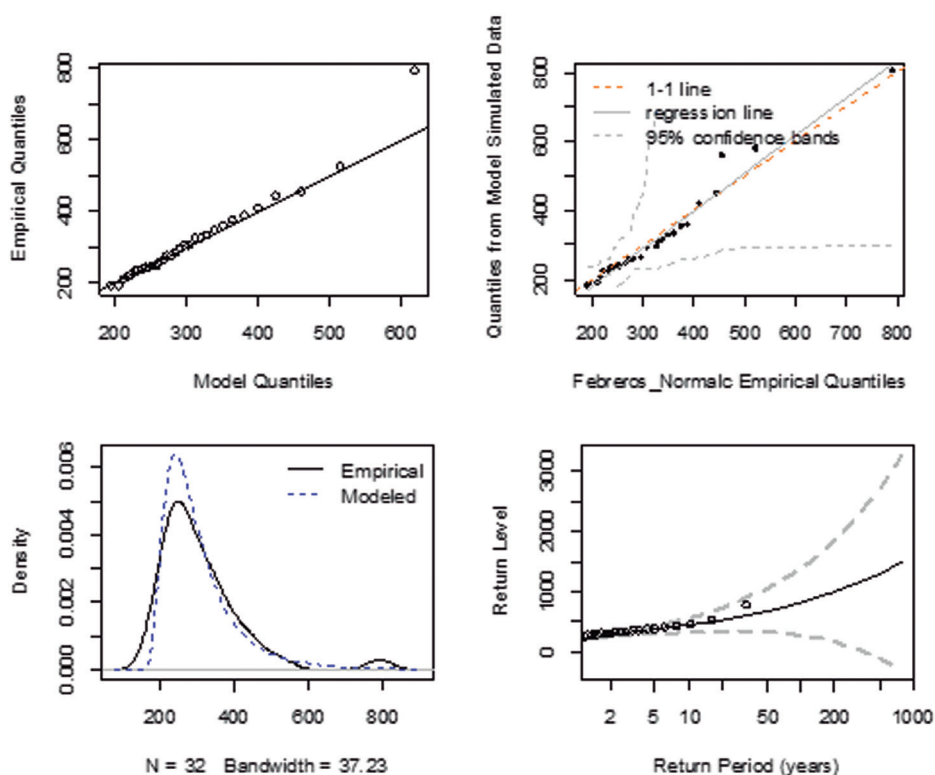 Empirical Quantiles
800
600
400
200
200 300 400 500 600
Model Quantiles
Quantiles from Model Simulated Data
800
600
400
200
1-1 line
regression line
95% confidence bands
200 300 400 500 600 700 800
Febreros_Normalc Empirical Quantiles
Density
0.006
0.004
0.002
0.000
Empirical
Modeled
200 400 600 800
N = 32 Bandwidth = 37.23
Return Level
3000
2000
1000
0
2 5 10 50 200 1000
Return Period (years)